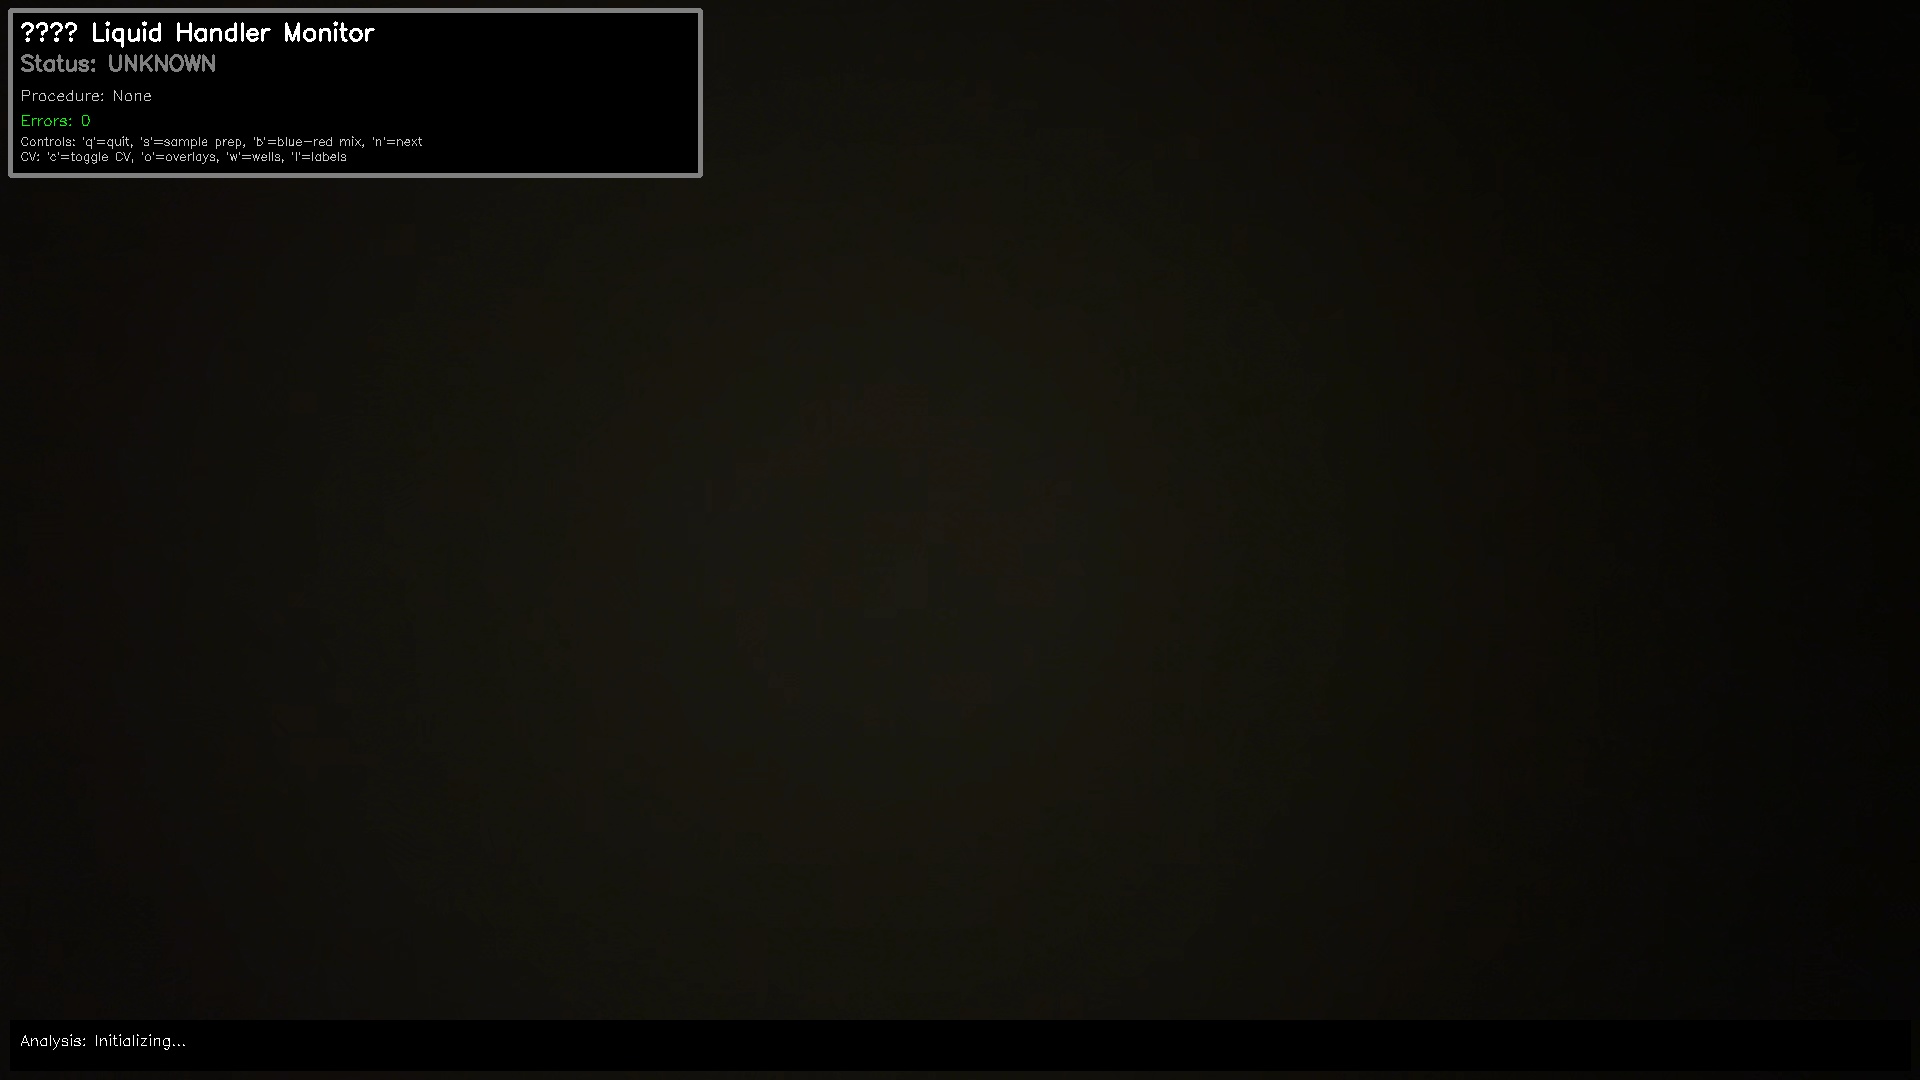 ???? Liquid Handler Monitor
Status: UNKNOWN
Procedure: None
Errors: 0
Controls: 'q'=quit, 's'=sample prep, 'b'=blue-red mix, 'n'=next
CV: 'c'=toggle CV, 'o'=overlays, 'w'=wells, 'l'=labels
Analysis: Initializing...